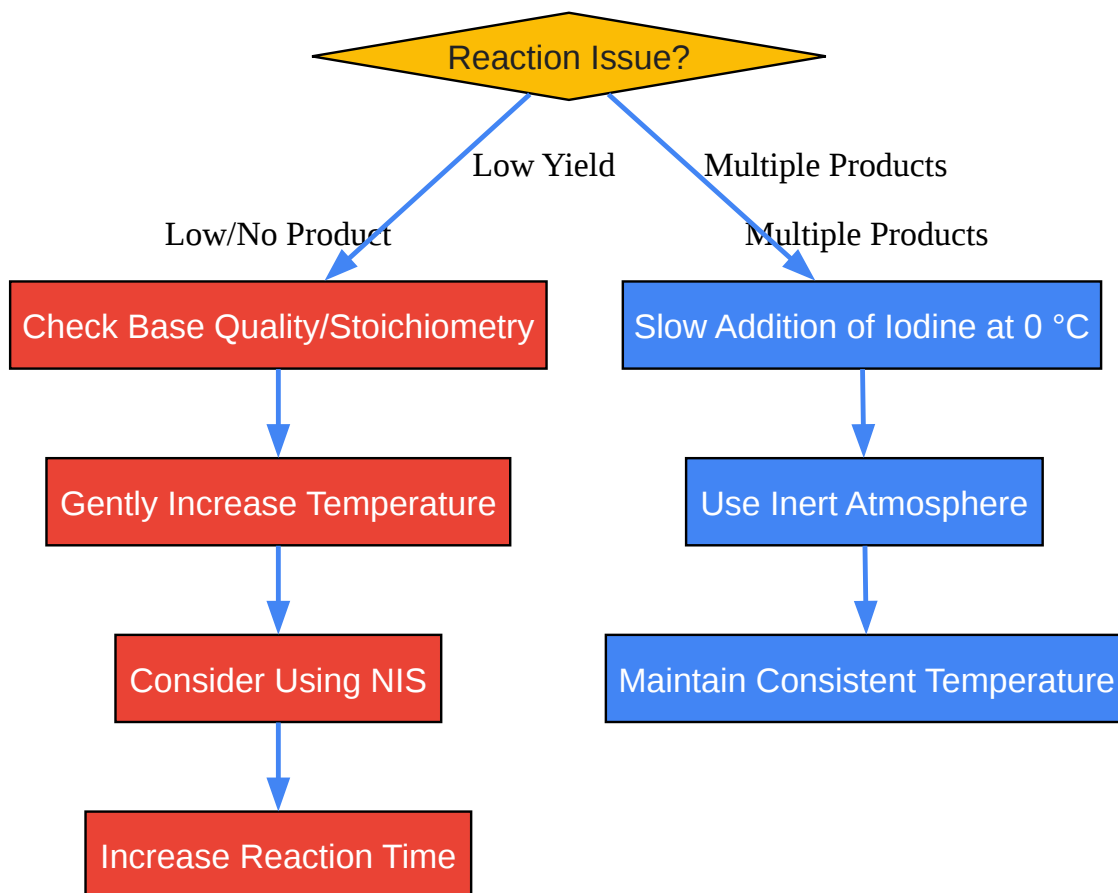 Reaction Issue?
Low Yield
Multiple Products
Low/No Product
Multiple Products
Check Base Quality/Stoichiometry
Slow Addition of Iodine at 0 °C
Gently Increase Temperature
Use Inert Atmosphere
Consider Using NIS
Maintain Consistent Temperature
Increase Reaction Time